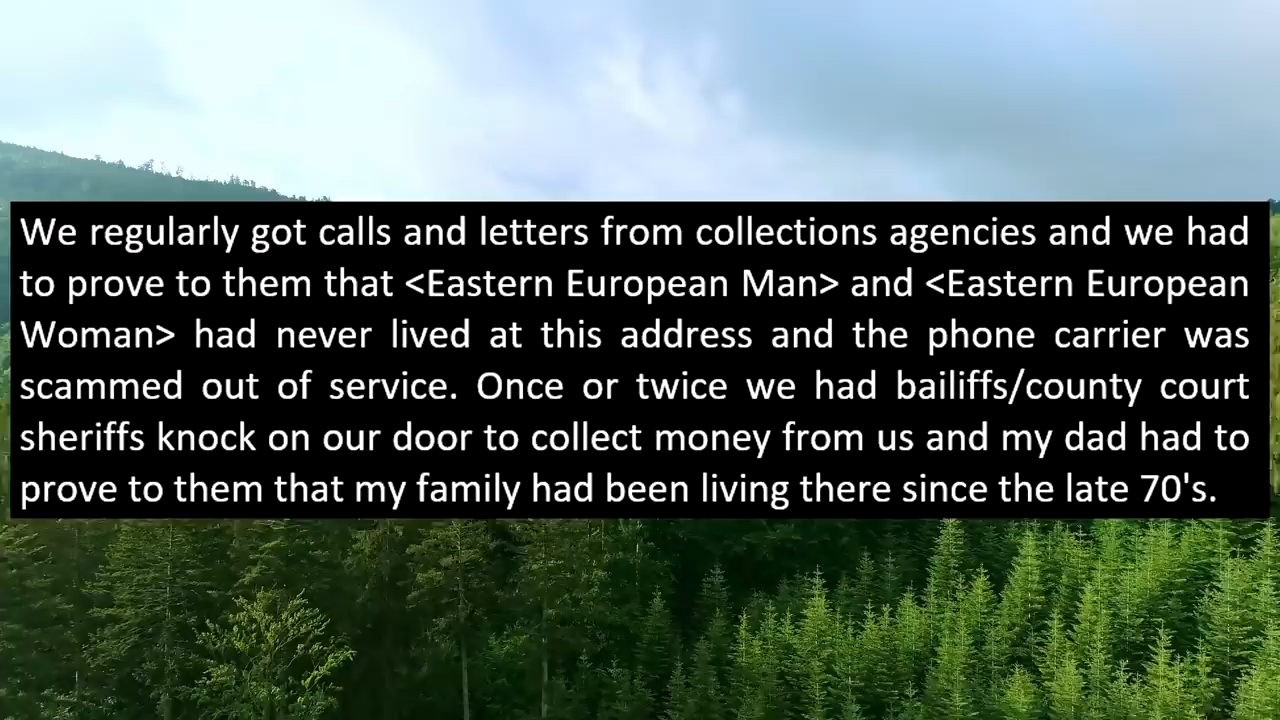 We regularly got calls and letters from collections agencies and we had
to prove to them that <Eastern European Man> and <Eastern European
Woman> had never lived at this address and the phone carrier was
scammed out of service. Once or twice we had bailiffs/county court
sheriffs knock on our door to collect money from us and my dad had to
prove to them that my family had been living there since the late 70's.